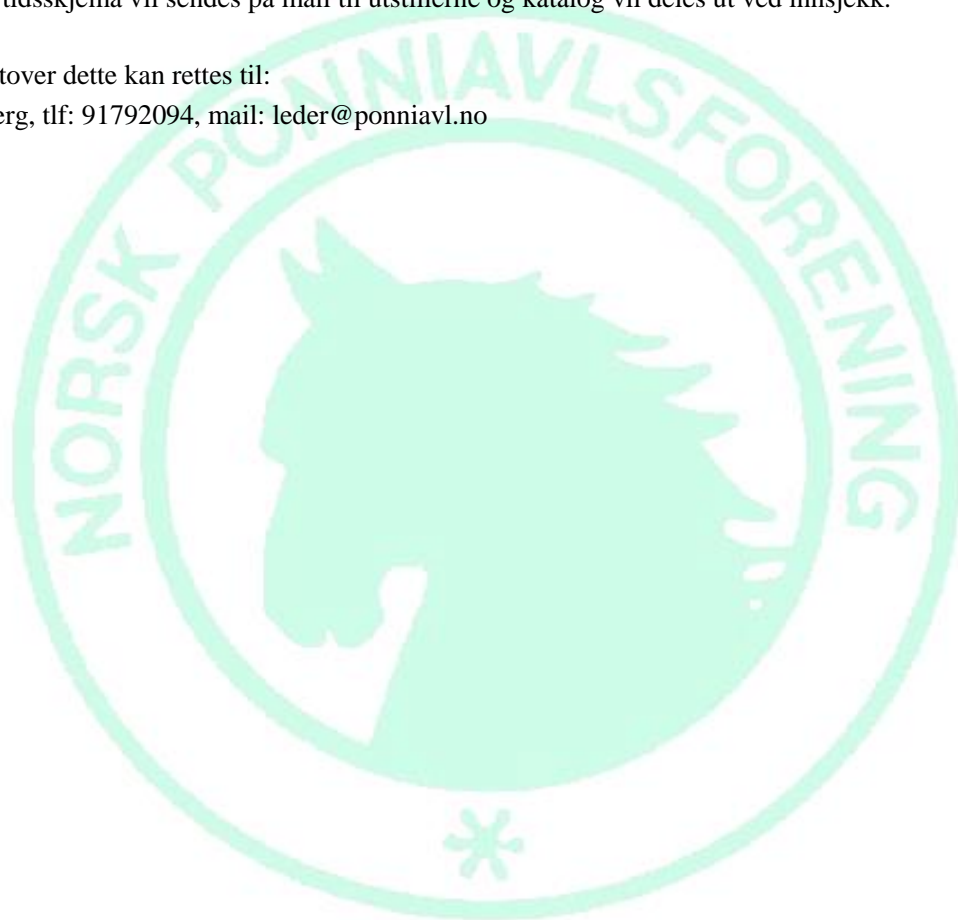 tidsskjema vil sendes på mail til utstillerne og katalog vil deles ut ved innsjekk.
tover dette kan rettes til:
erg, tlf: 91792094, mail: leder@ponniavl.no
NORSK PONNIAVLSFORENING